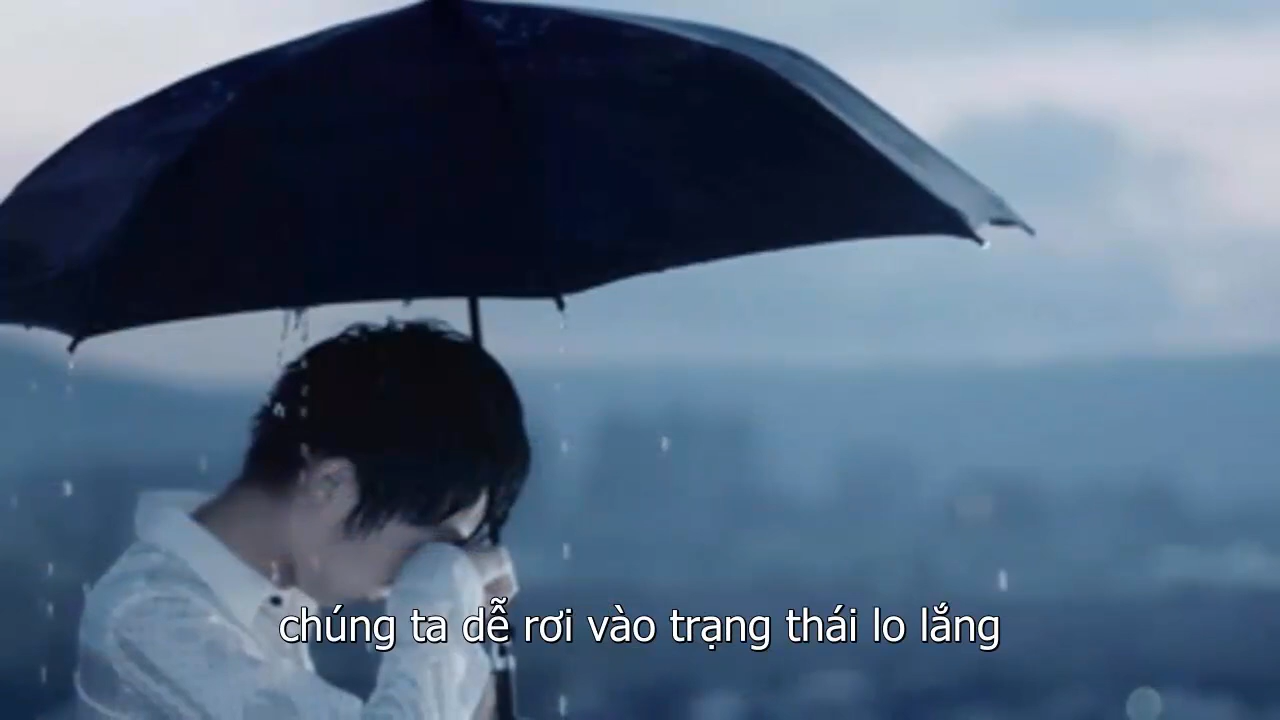 chúng ta dễ rơi vào trạng thái lo lắng